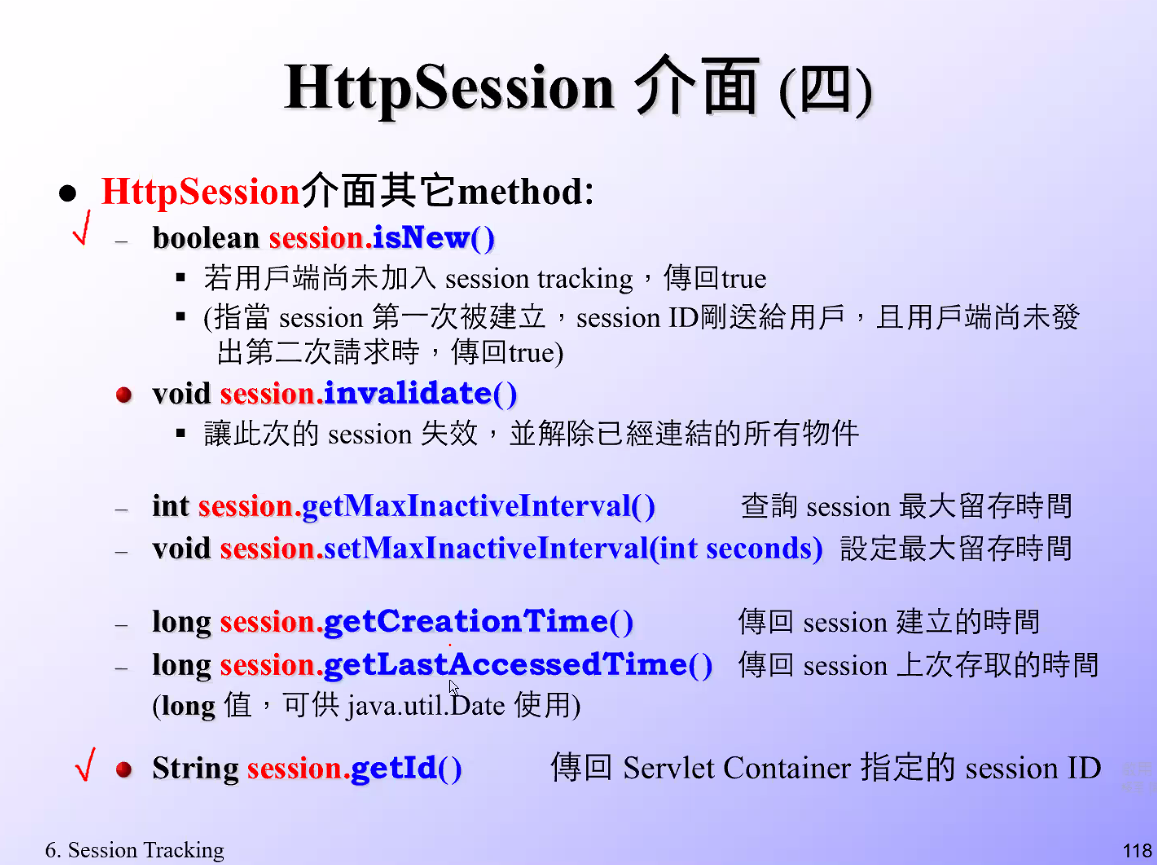 HttpSession 介面 (四)
HttpSession介面其它method:
boolean session.isNew()
若用戶端尚未加入 session tracking，傳回true
(指當 session 第一次被建立，session ID剛送給用戶，且用戶端尚未發
出第二次請求時，傳回true)
void session.invalidate()
讓此次的 session 失效，並解除已經連結的所有物件
int session.getMaxInactiveInterval() 查詢 session 最大留存時間
void session.setMaxInactiveInterval(int seconds) 設定最大留存時間
long session.getCreationTime() 傳回 session 建立的時間
long session.getLastAccessedTime() 傳回 session 上次存取的時間
(long 值，可供 java.util.Date 使用)
String session.getId() 傳回 Servlet Container 指定的 session ID
6. Session Tracking
118